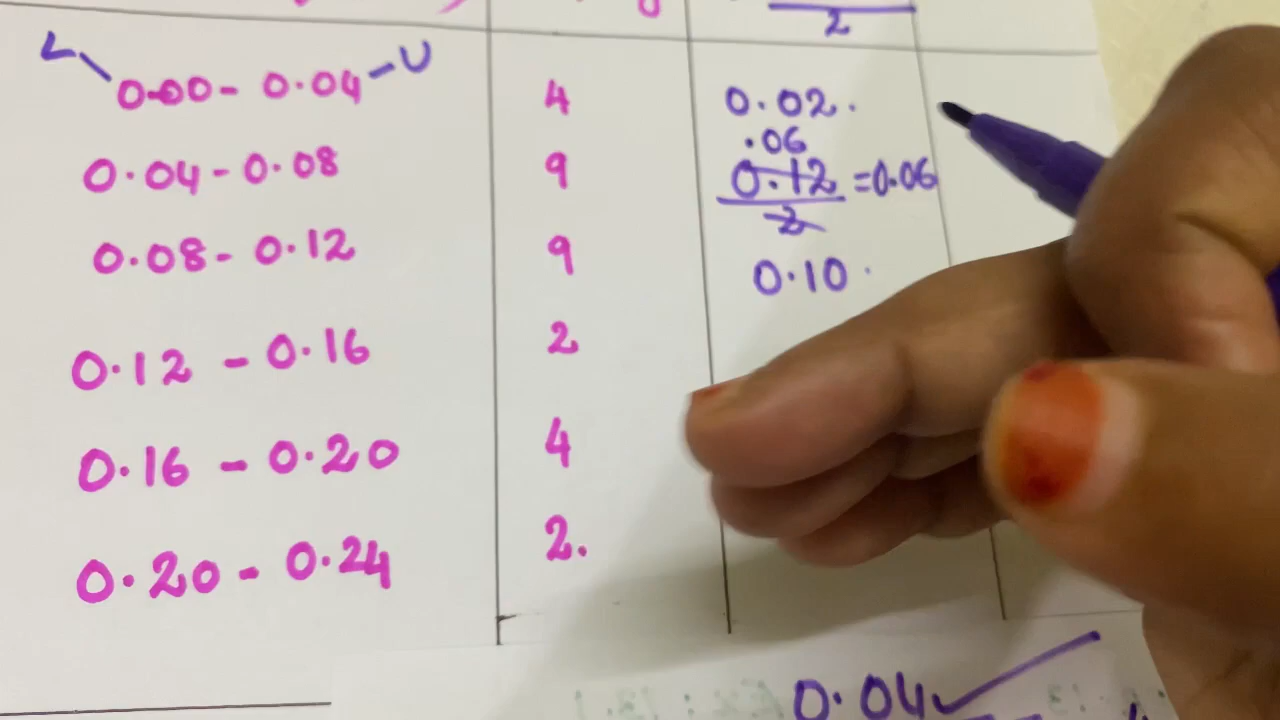 2
L 0.00 - 0.04 - U 4 0.02.
.06
0.04 - 0.08 9 0.12 = 0.06
2
0.08 - 0.12 9 0.10.
0.12 - 0.16 2
0.16 - 0.20 4
0.20 - 0.24 2.
0.04